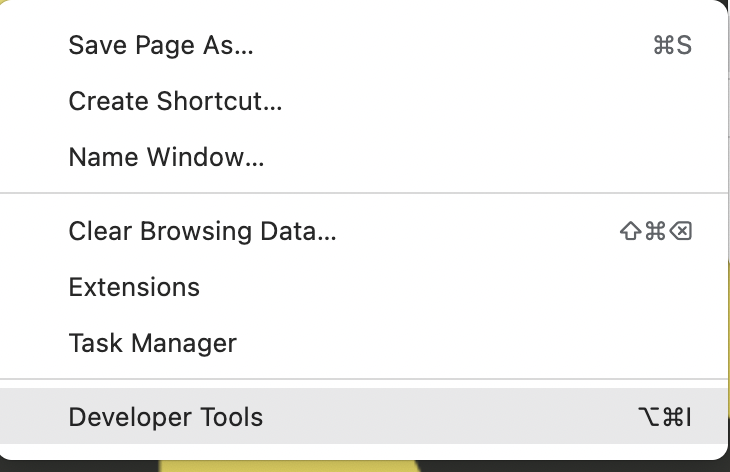 Save Page As... ⌘S
Create Shortcut...
Name Window...
Clear Browsing Data... ⇧⌘⌫
Extensions
Task Manager
Developer Tools ⌥⌘I